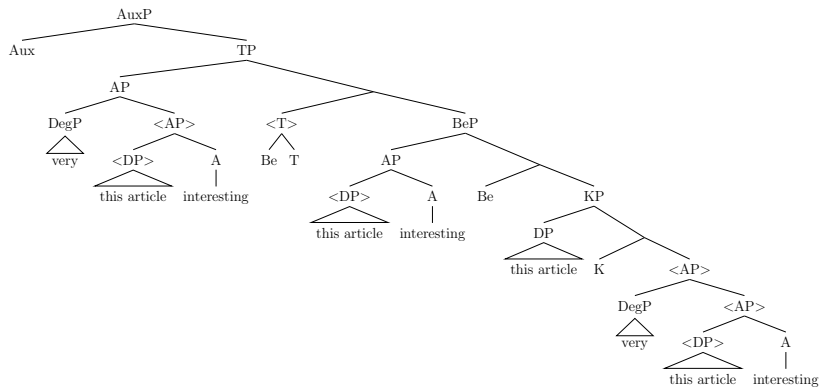 AuxP
Aux TP
AP
DegP <AP> <T> BeP
very <DP> A Be T AP
this article interesting <DP> A Be KP
this article interesting DP
this article K <AP>
DegP <AP>
very <DP> A
this article interesting